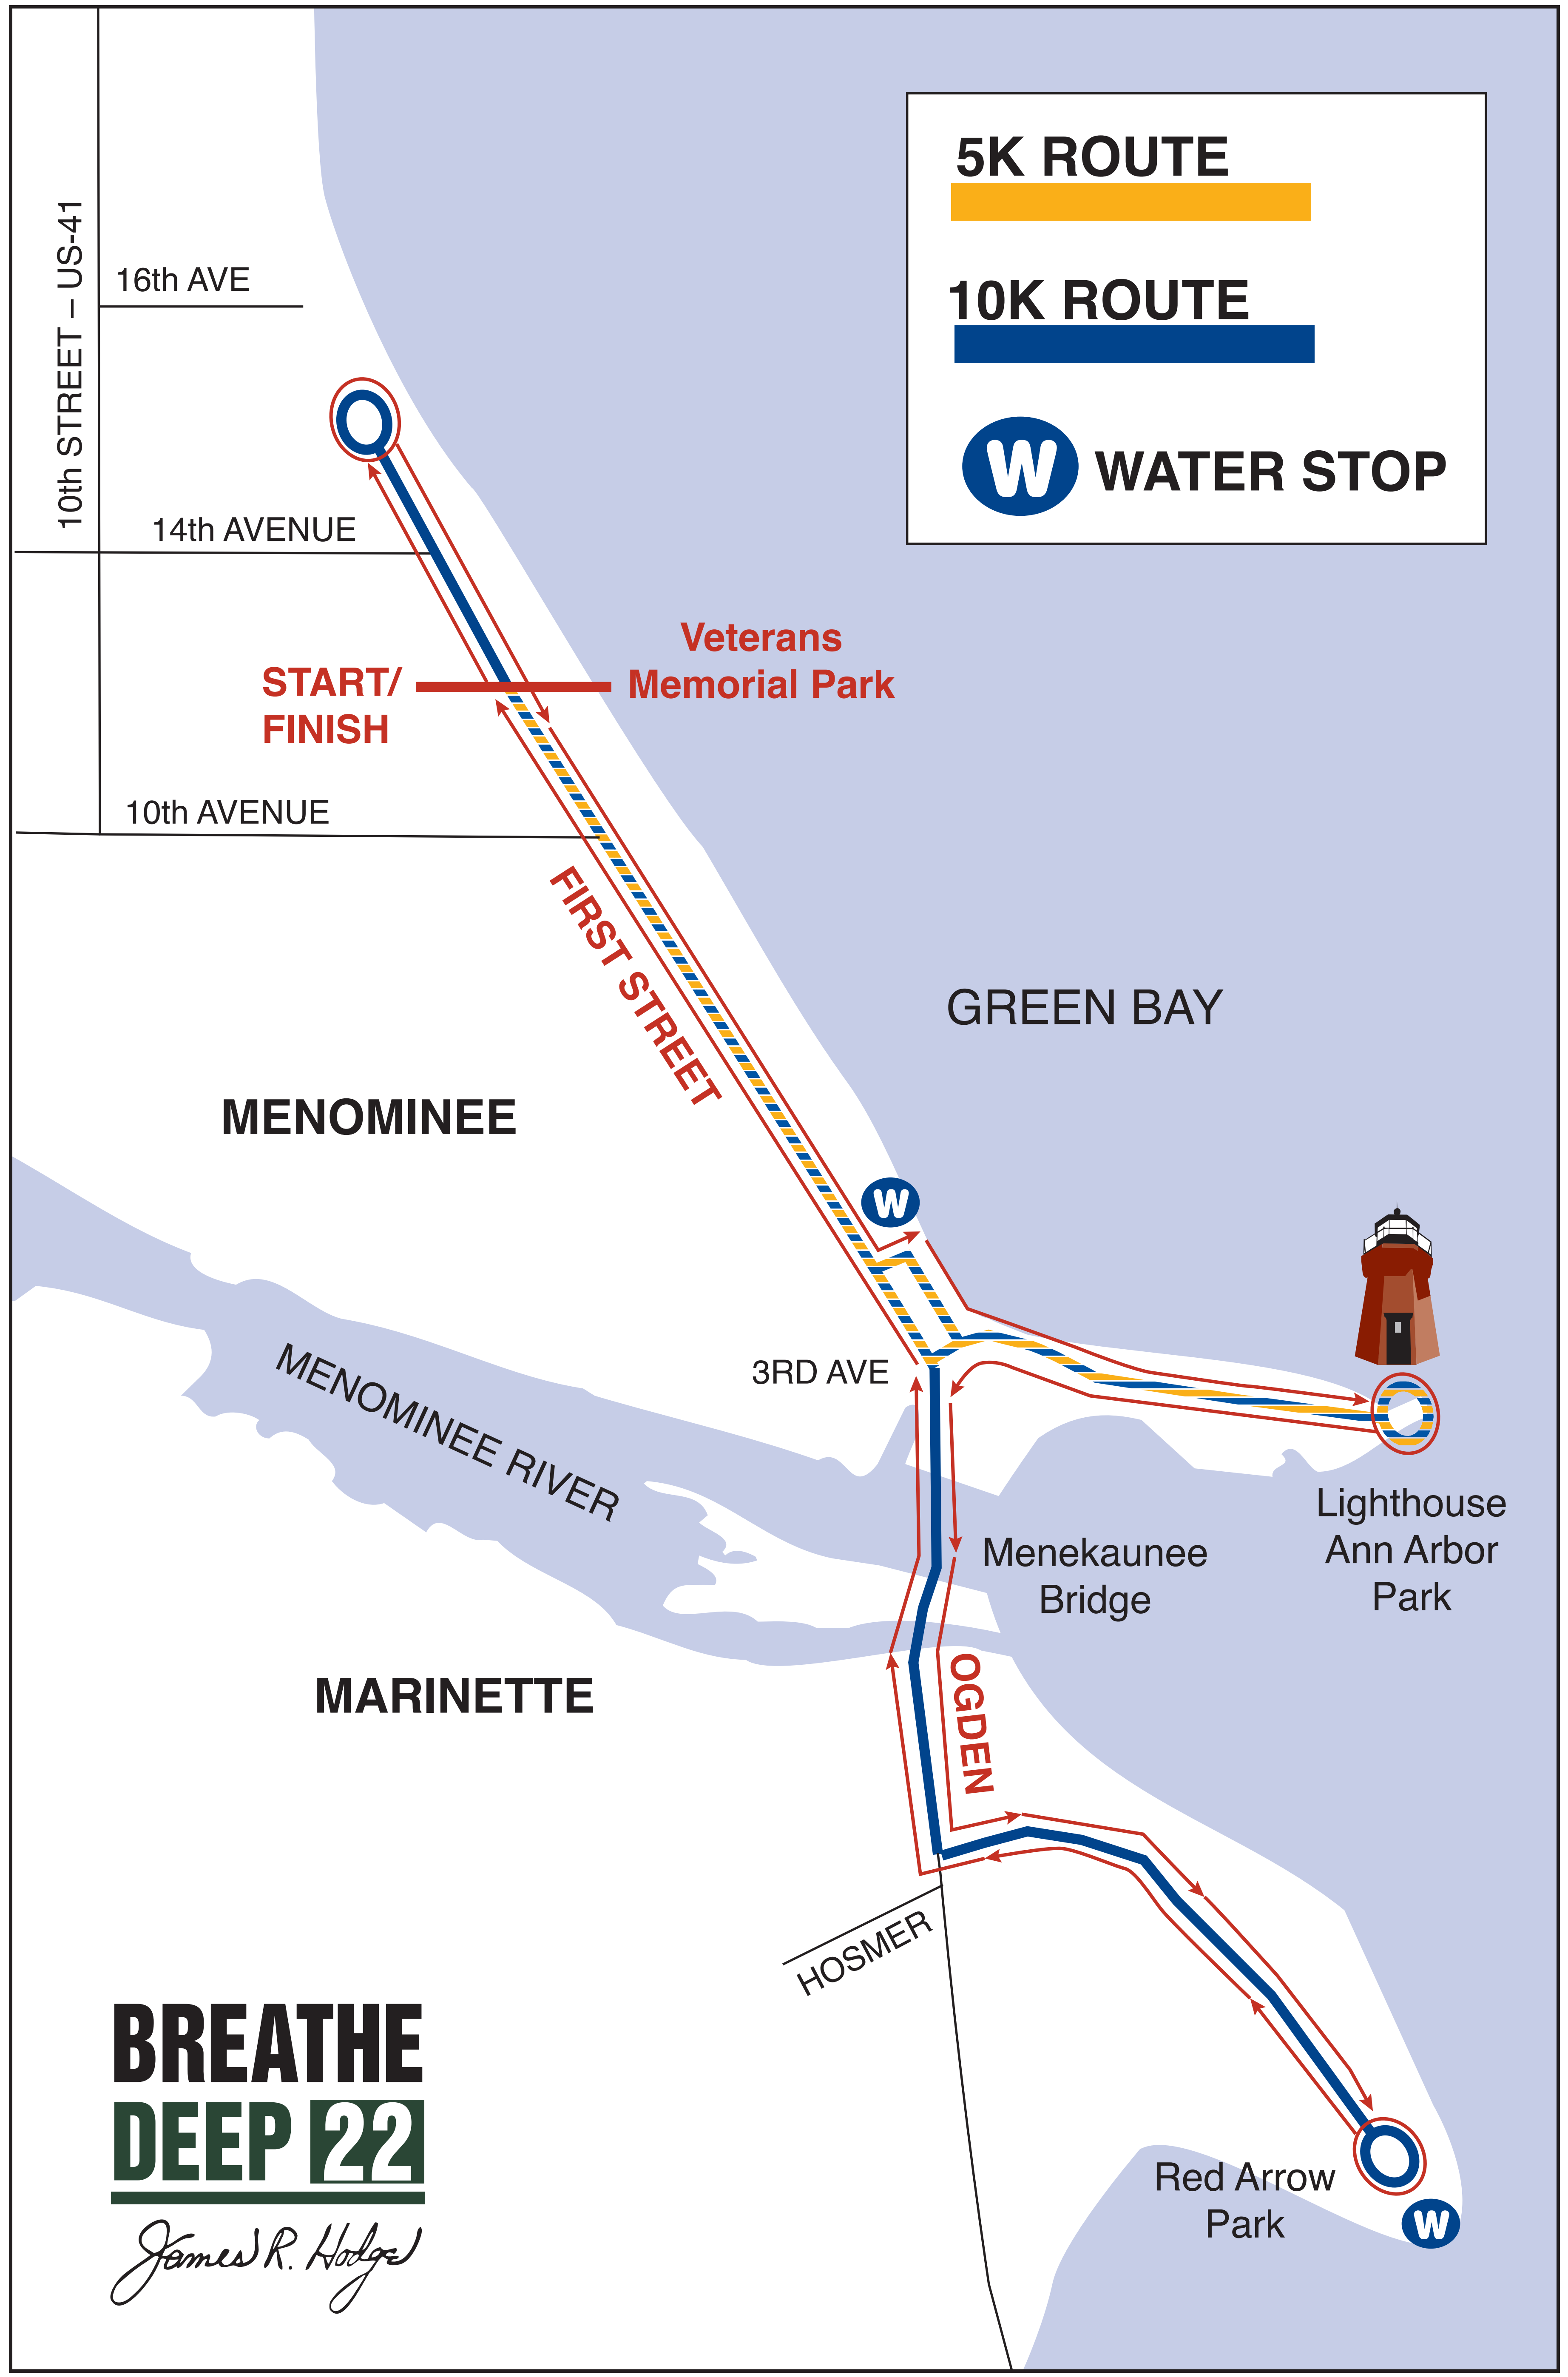 5K ROUTE
10K ROUTE
W WATER STOP
10th STREET – US-41
16th AVE
14th AVENUE
START/
FINISH
Veterans
Memorial Park
10th AVENUE
FIRST STREET
GREEN BAY
MENOMINEE
W
3RD AVE
MENOMINEE RIVER
Lighthouse
Ann Arbor
Park
Menekaunee
Bridge
MARINETTE
OGDEN
HOSMER
Red Arrow
Park
W
BREATHE
DEEP 22
James R. Hodge